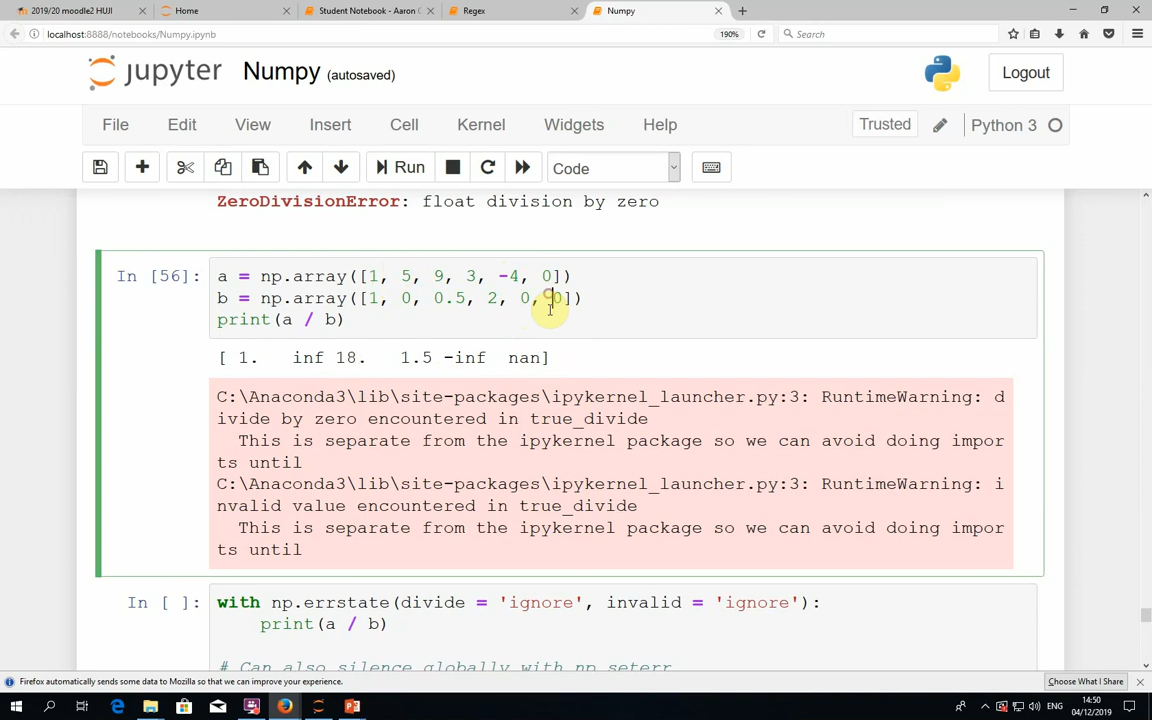 2019/20 moodle2 HUJI
Home
Student Notebook - Aaron
Regex
Numpy
localhost:8888/notebooks/Numpy.ipynb
190%
Search
jupyter Numpy (autosaved)
Logout
File Edit View Insert Cell Kernel Widgets Help
Trusted
Python 3
Run
Code
ZeroDivisionError: float division by zero
In [56]: a = np.array([1, 5, 9, 3, -4, 0])
b = np.array([1, 0, 0.5, 2, 0, 0])
print(a / b)
[ 1. inf 18. 1.5 -inf nan]
C:\Anaconda3\lib\site-packages\ipykernel_launcher.py:3: RuntimeWarning: d
ivide by zero encountered in true_divide
This is separate from the ipykernel package so we can avoid doing impor
ts until
C:\Anaconda3\lib\site-packages\ipykernel_launcher.py:3: RuntimeWarning: i
nvalid value encountered in true_divide
This is separate from the ipykernel package so we can avoid doing impor
ts until
In [ ]: with np.errstate(divide = 'ignore', invalid = 'ignore'):
print(a / b)
# Can also silence globally with np.seterr
Firefox automatically sends some data to Mozilla so that we can improve your experience.
Choose What I Share
ENG
14:50
04/12/2019